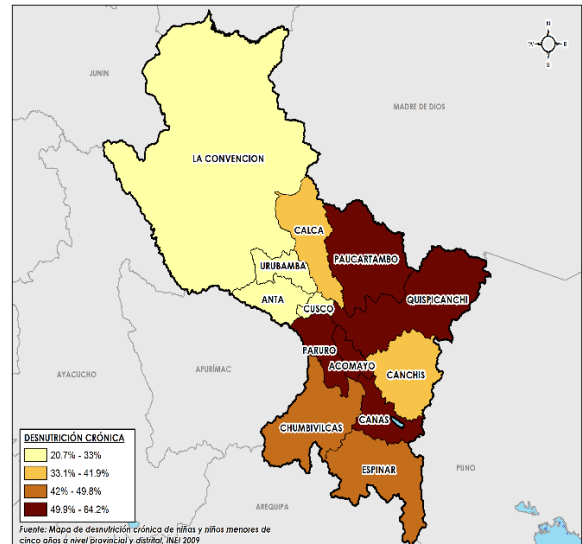 N
W
E
S
JUNIN
MADRE DE DIOS
LA CONVENCION
CALCA
PAUCARTAMBO
URUBAMBA
QUISPICANCHI
ANTA
CUSCO
PARURO
ACOMAYO
CANCHIS
APURÍMAC
AYACUCHO
CHUMBIVILCAS
CANAS
ESPINAR
PUNO
AREQUIPA
DESNUTRICIÓN CRÓNICA
20.7% - 33%
33.1% - 41.9%
42% - 49.8%
49.9% - 64.2%
Fuente: Mapa de desnutrición crónica de niñas y niños menores de
cinco años a nivel provincial y distrital, INEI 2009